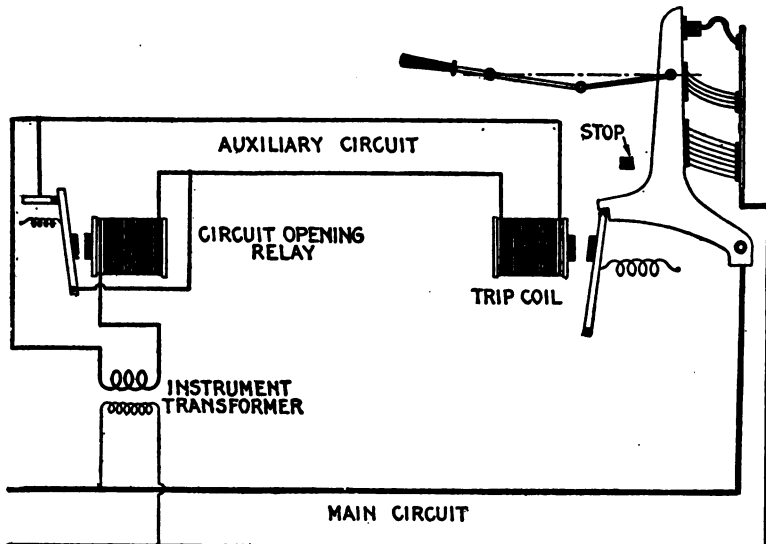 STOP
AUXILIARY CIRCUIT
CIRCUIT OPENING
RELAY
TRIP COIL
INSTRUMENT
TRANSFORMER
MAIN CIRCUIT